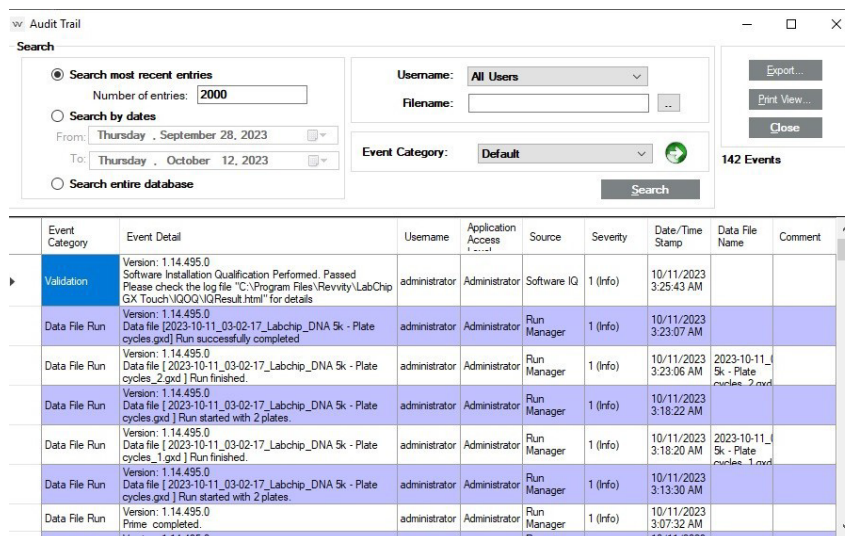 Audit Trail
Search
Search most recent entries
Number of entries: 2000
Search by dates
From: Thursday , September 28, 2023
To: Thursday , October 12, 2023
Search entire database
Username: All Users
Filename:
..
Event Category: Default
Search
Export...
Print View...
Close
142 Events
Event Category
Event Detail
Username
Application Access
Source
Severity
Date/Time Stamp
Data File Name
Comment
Validation
Version: 1.14.495.0
Software Installation Qualification Performed. Passed
Please check the log file "C:\Program Files\Revvity\LabChip
GX Touch\IQOQ\IQResult.html" for details
administrator
Administrator
Software IQ
1 (Info)
10/11/2023
3:25:43 AM
Data File Run
Version: 1.14.495.0
Data file [2023-10-11_03-02-17_Labchip_DNA 5k - Plate
cycles.gxd] Run successfully completed
administrator
Administrator
Run
Manager
1 (Info)
10/11/2023
3:23:07 AM
Data File Run
Version: 1.14.495.0
Data file [ 2023-10-11_03-02-17_Labchip_DNA 5k - Plate
cycles_2.gxd ] Run finished.
administrator
Administrator
Run
Manager
1 (Info)
10/11/2023
3:23:06 AM
2023-10-11_
5k - Plate
cycles_2.gxd
Data File Run
Version: 1.14.495.0
Data file [ 2023-10-11_03-02-17_Labchip_DNA 5k - Plate
cycles.gxd ] Run started with 2 plates.
administrator
Administrator
Run
Manager
1 (Info)
10/11/2023
3:18:22 AM
Data File Run
Version: 1.14.495.0
Data file [ 2023-10-11_03-02-17_Labchip_DNA 5k - Plate
cycles_1.gxd ] Run finished.
administrator
Administrator
Run
Manager
1 (Info)
10/11/2023
3:18:20 AM
2023-10-11_
5k - Plate
cycles_1.gxd
Data File Run
Version: 1.14.495.0
Data file [ 2023-10-11_03-02-17_Labchip_DNA 5k - Plate
cycles.gxd ] Run started with 2 plates.
administrator
Administrator
Run
Manager
1 (Info)
10/11/2023
3:13:30 AM
Data File Run
Version: 1.14.495.0
Prime completed.
administrator
Administrator
Run
Manager
1 (Info)
10/11/2023
3:07:32 AM